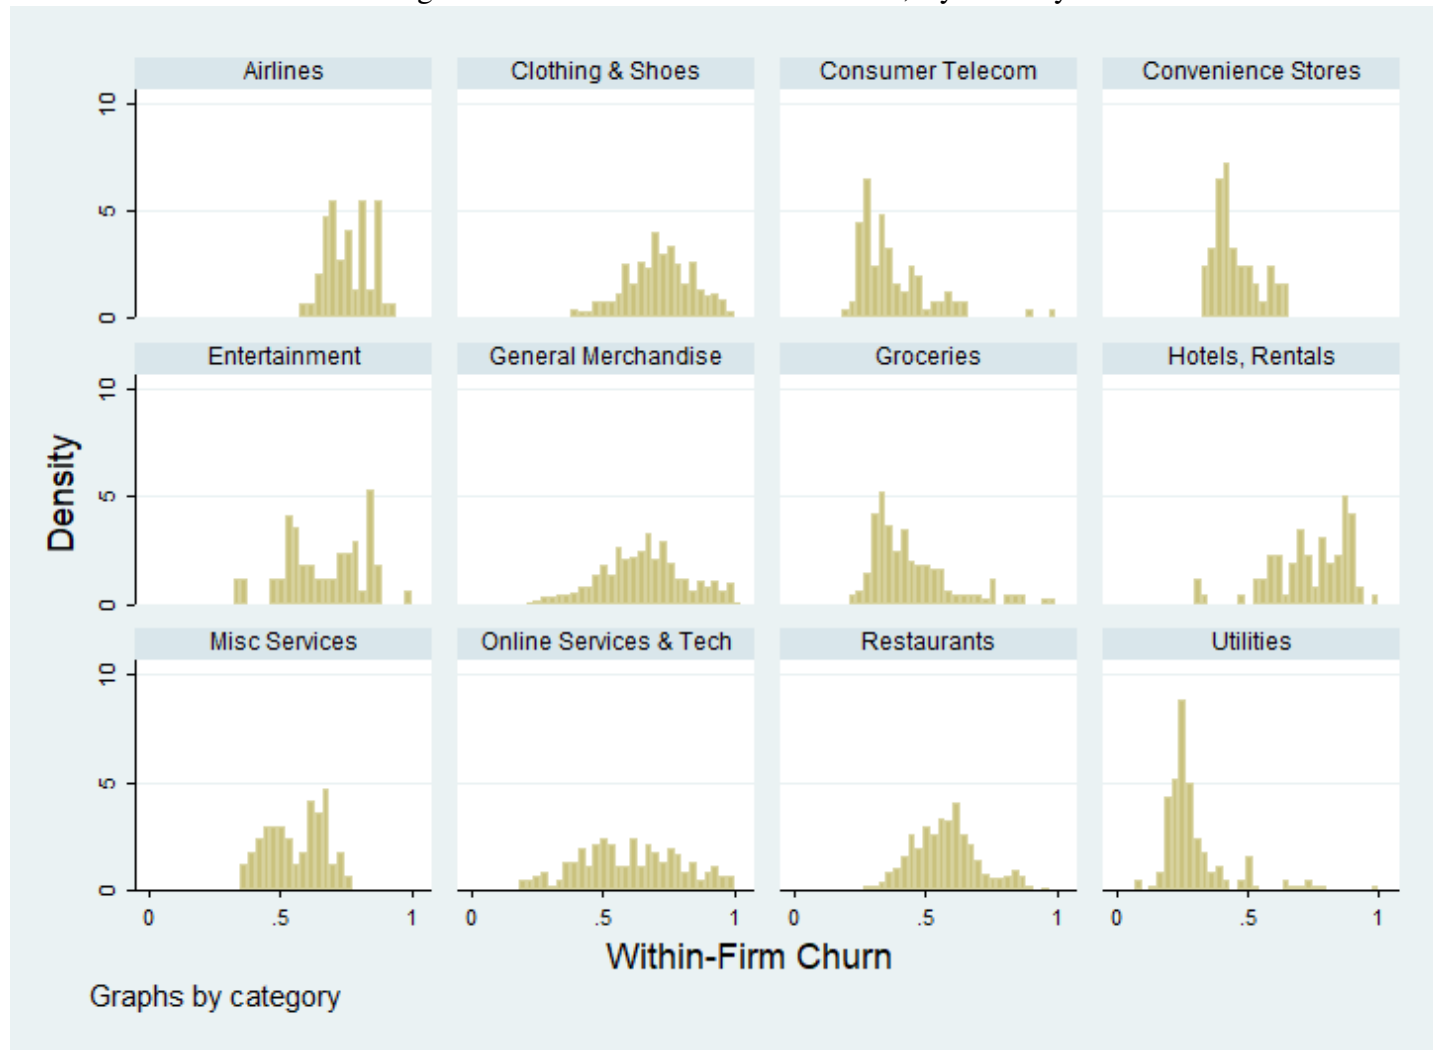 Airlines Clothing & Shoes Consumer Telecom Convenience Stores
10
5
0
Entertainment General Merchandise Groceries Hotels, Rentals
10
5
0
Density
Misc Services Online Services & Tech Restaurants Utilities
10
5
0
0 .5 1 0 .5 1 0 .5 1 0 .5 1
Within-Firm Churn
Graphs by category